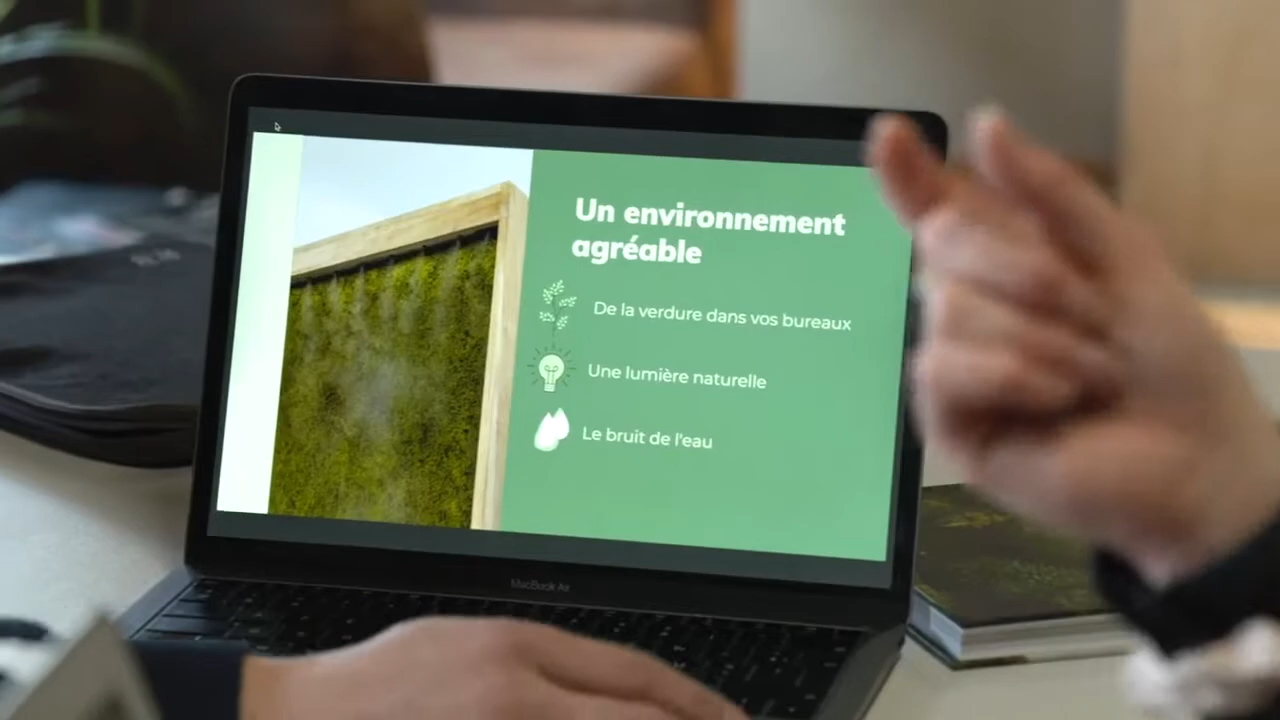 Un environnement
agréable
De la verdure dans vos bureaux
Une lumière naturelle
Le bruit de l'eau
MacBook Air